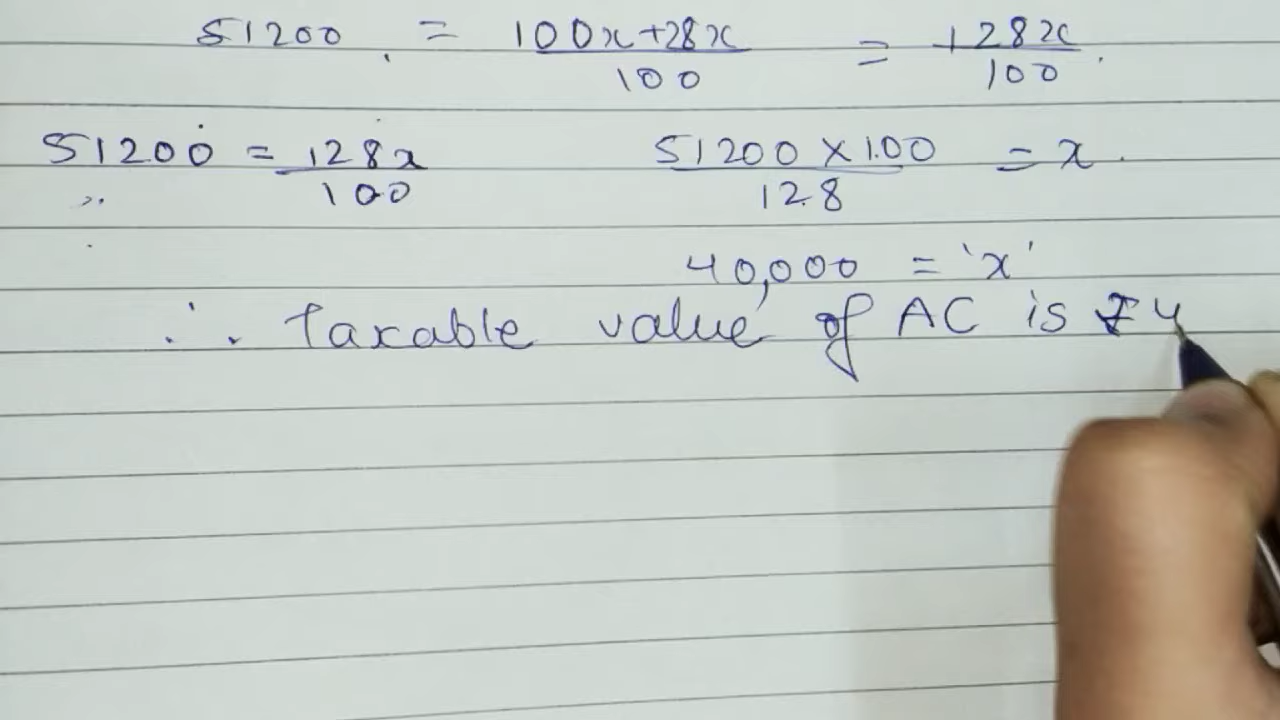 51200 = 100x+28x / 100 = 128x / 100
51200 = 128x / 100    51200 × 100 / 128 = x
40,000 = 'x'
∴ Taxable value of AC is ₹4